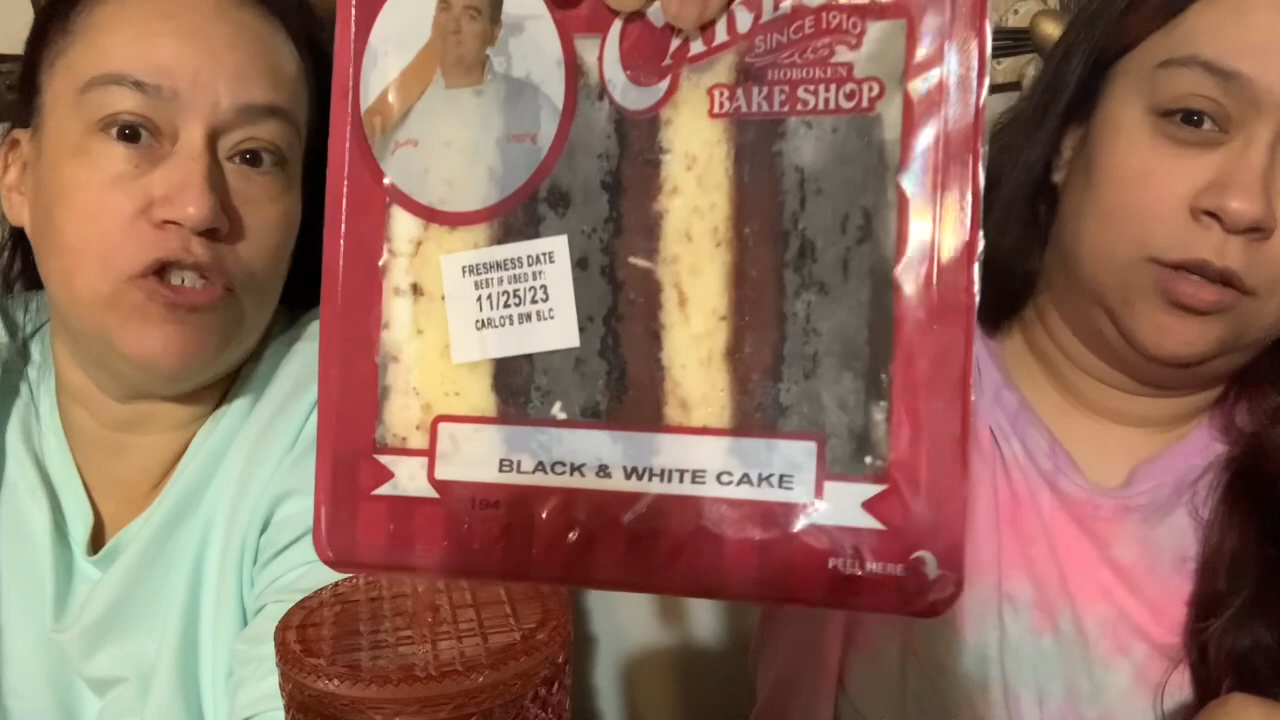 SINCE 1910
HOBOKEN
BAKE SHOP
FRESHNESS DATE
BEST IF USED BY:
11/25/23
CARLO'S BW SLC
BLACK & WHITE CAKE
194
PEEL HERE